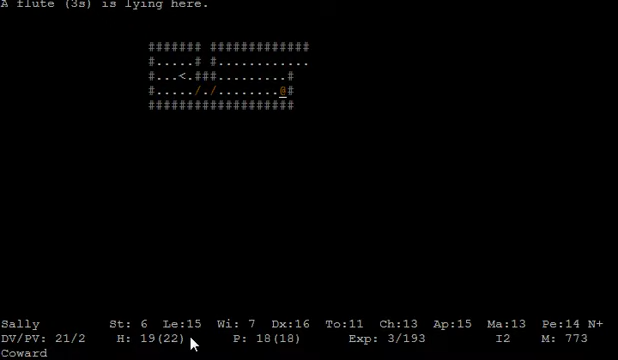 A flute (3s) is lying here.
####### #############
#.....# #............
#...<.###.........#
#...../././........@#
####################
Sally St: 6 Le:15 Wi: 7 Dx:16 To:11 Ch:13 Ap:15 Ma:13 Pe:14 N+
DV/PV: 21/2 H: 19(22) P: 18(18) Exp: 3/193 I2 M: 773
Coward